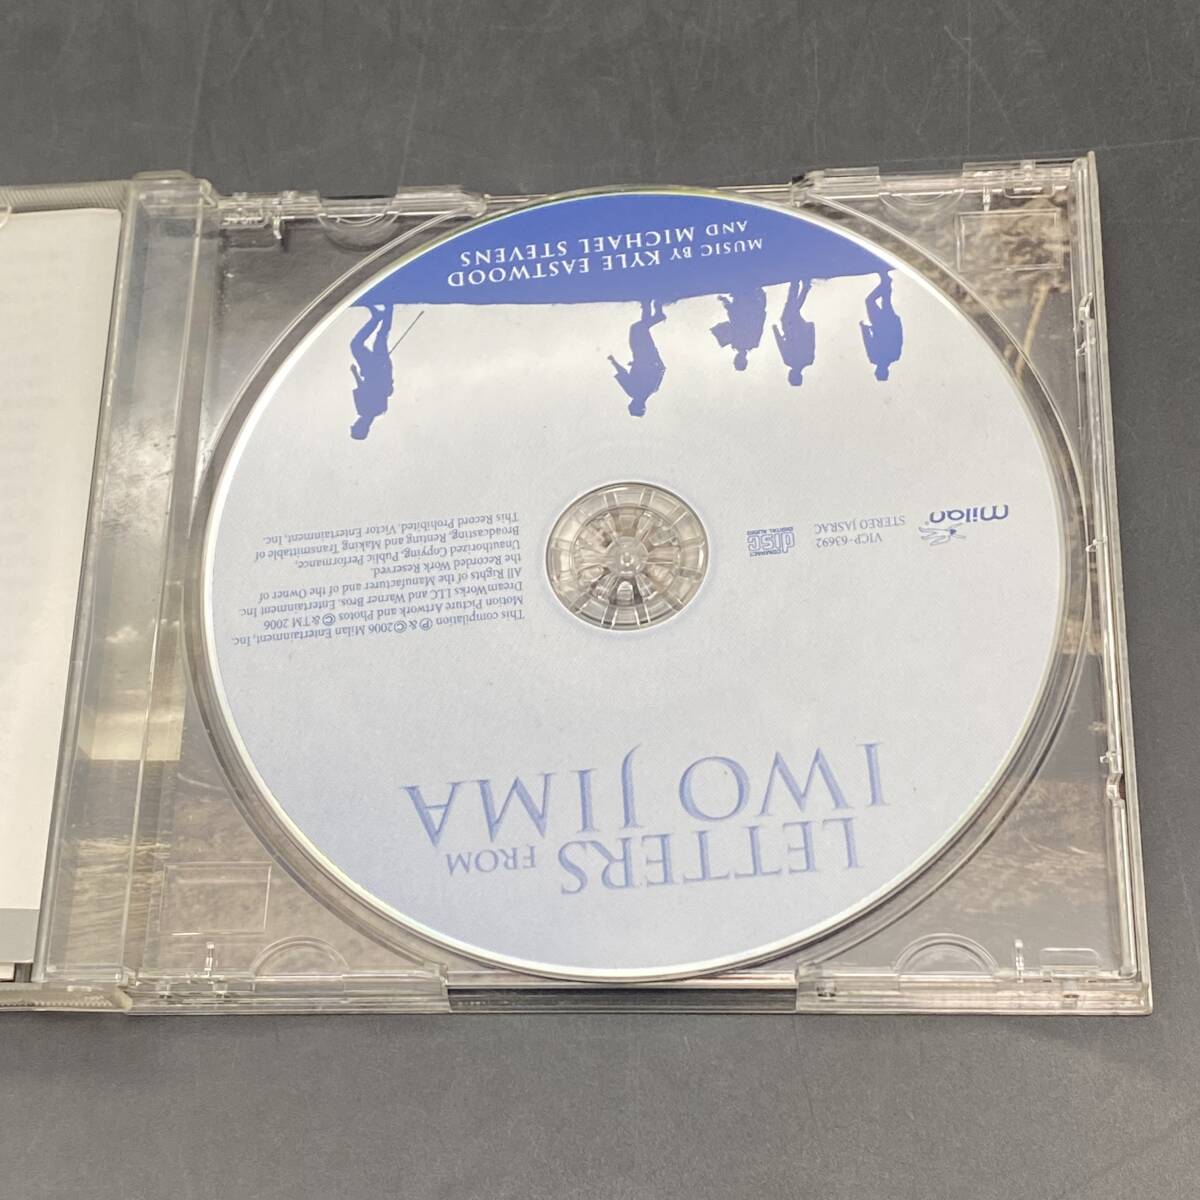 LETTERS FROM
IWO JIMA
This compilation ℗ & ©2006 Milan Entertainment, Inc.
Motion Picture Artwork and Photos © & TM 2006
DreamWorks LLC and Warner Bros. Entertainment Inc.
All Rights of the Manufacturer and of the Owner of
the Recorded Work Reserved.
Unauthorized Copying, Public Performance,
Broadcasting, Renting and Making Transmittable of
This Record Prohibited. Victor Entertainment, Inc.
milan
VICP-63692
STEREO JASRAC
COMPACT
disc
DIGITAL AUDIO
MUSIC BY KYLE EASTWOOD
AND MICHAEL STEVENS